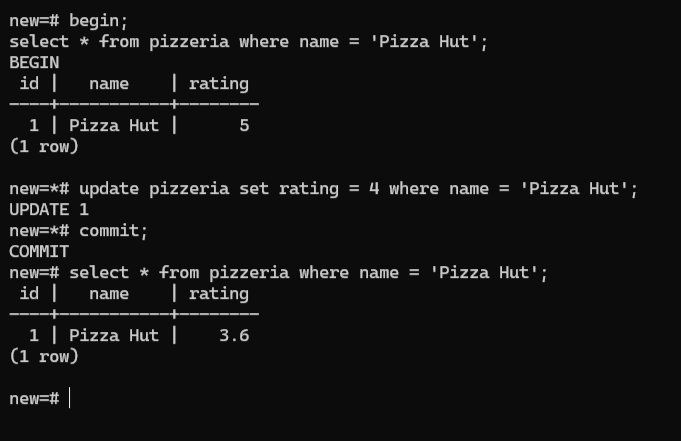 new=# begin;
select * from pizzeria where name = 'Pizza Hut';
BEGIN
 id |   name    | rating
----+-----------+--------
  1 | Pizza Hut |      5
(1 row)

new=*# update pizzeria set rating = 4 where name = 'Pizza Hut';
UPDATE 1
new=*# commit;
COMMIT
new=# select * from pizzeria where name = 'Pizza Hut';
 id |   name    | rating
----+-----------+--------
  1 | Pizza Hut |    3.6
(1 row)

new=#